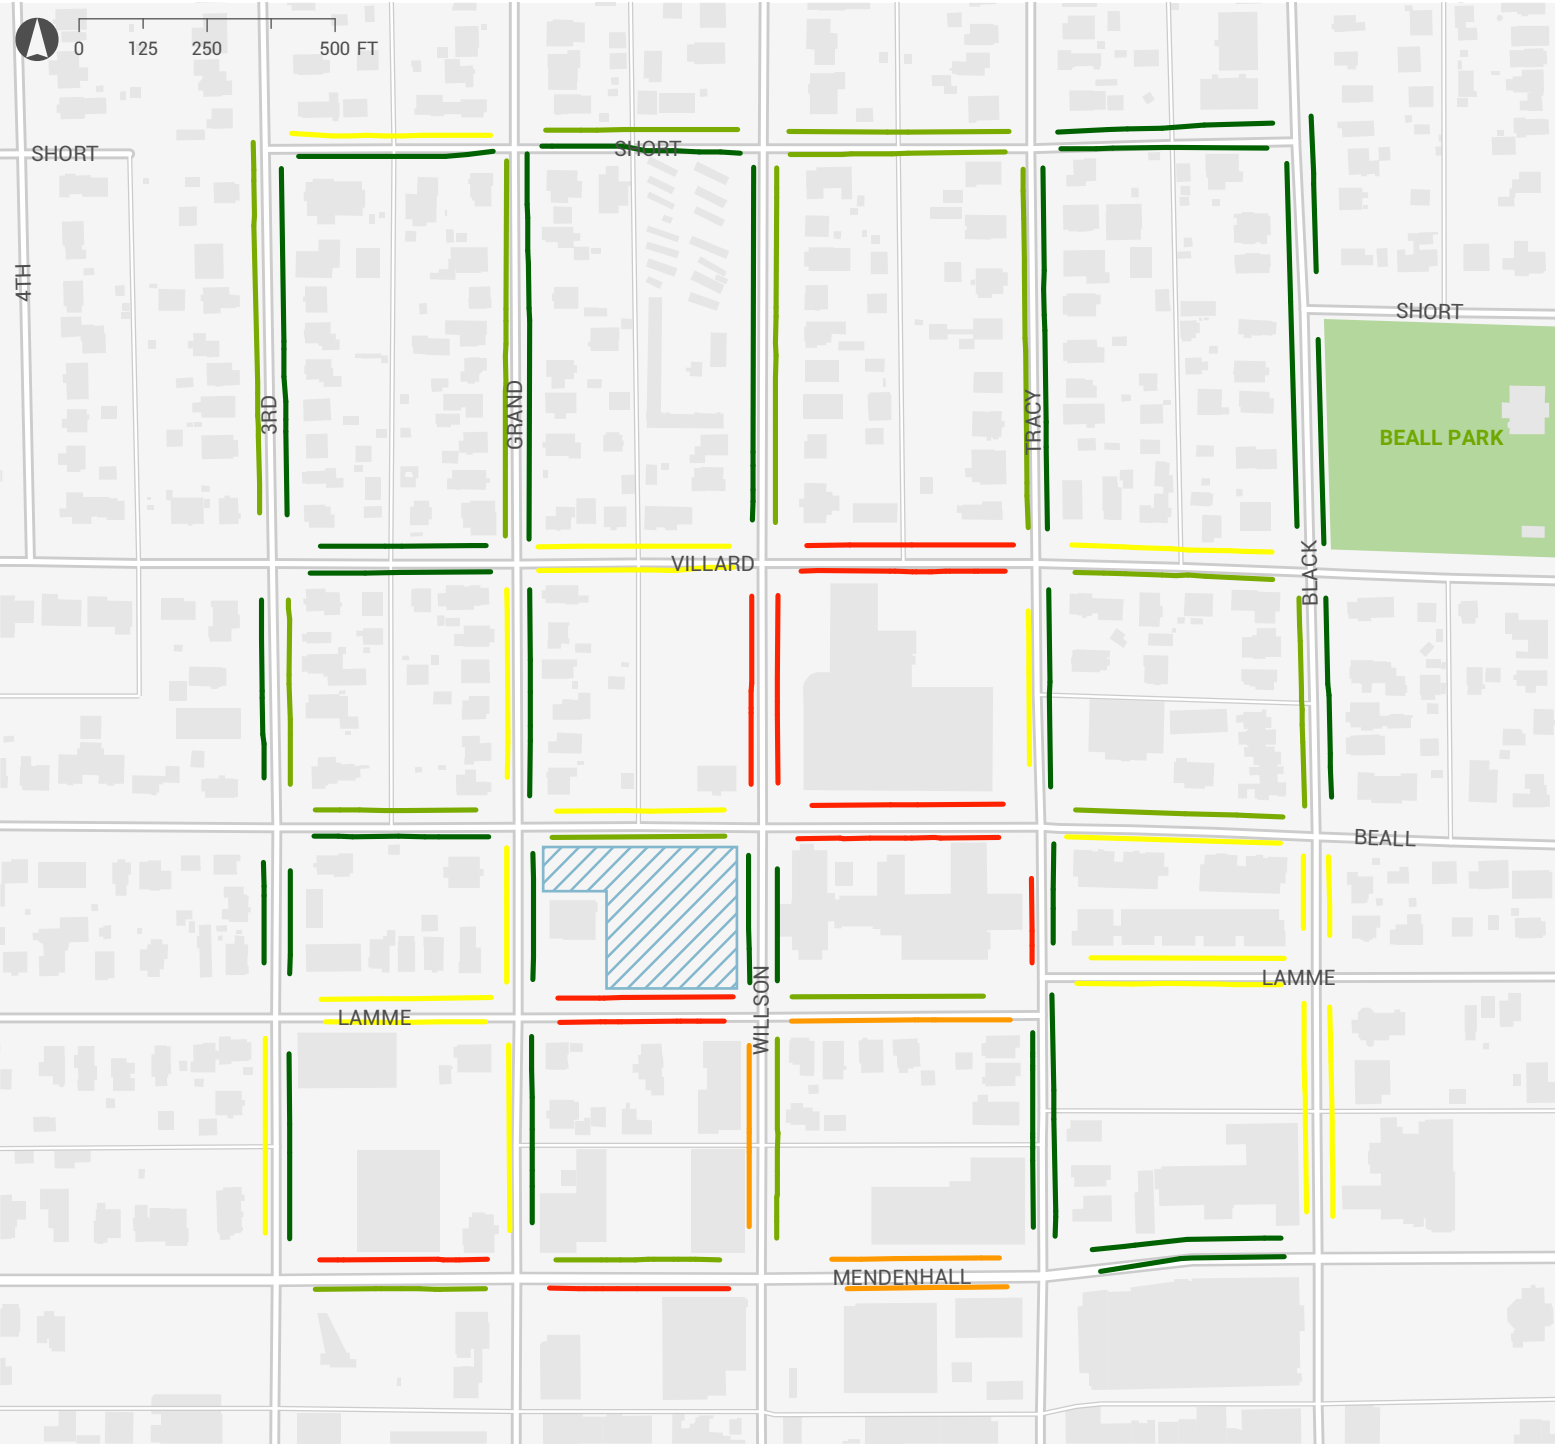 0 125 250 500 FT
SHORT
SHORT
4TH
SHORT
3RD
GRAND
TRACY
BEALL PARK
VILLARD
BLACK
BEALL
LAMME
WILLSON
LAMME
MENDENHALL